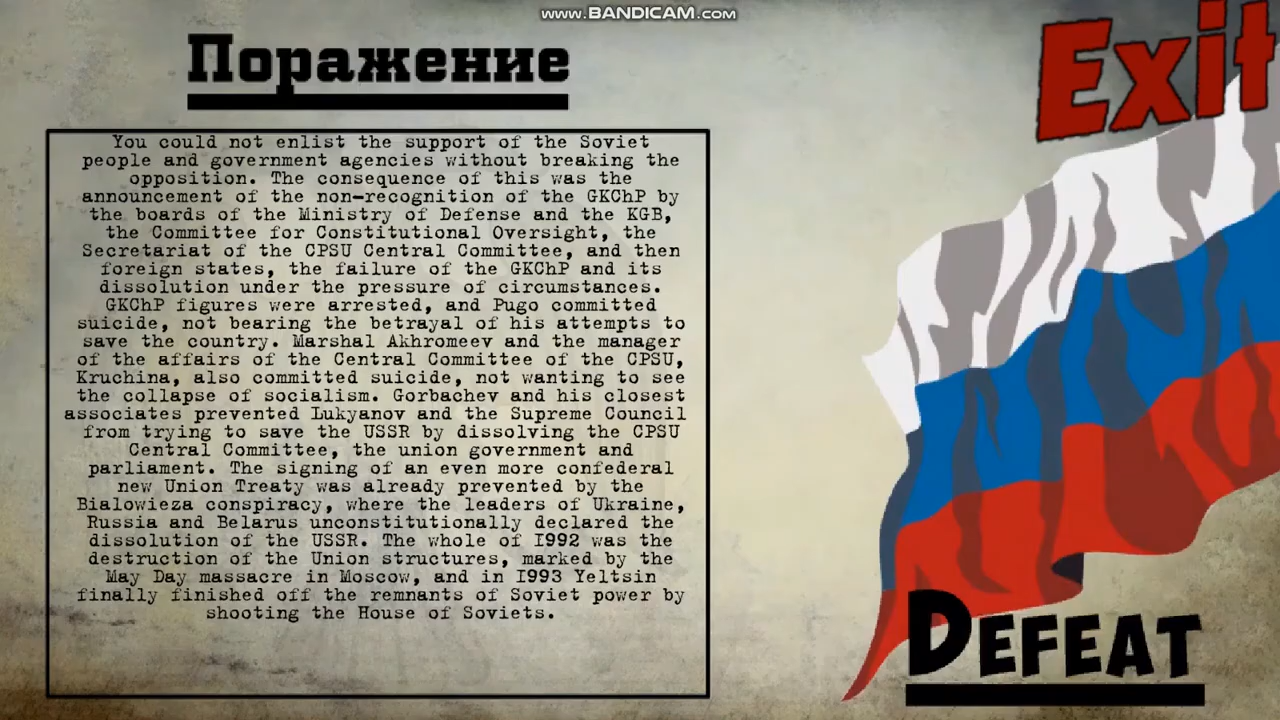 www.BANDICAM.com
Поражение
Exit
You could not enlist the support of the Soviet
people and government agencies without breaking the
opposition. The consequence of this was the
announcement of the non-recognition of the GKChP by
the boards of the Ministry of Defense and the KGB,
the Committee for Constitutional Oversight, the
Secretariat of the CPSU Central Committee, and then
foreign states, the failure of the GKChP and its
dissolution under the pressure of circumstances.
GKChP figures were arrested, and Pugo committed
suicide, not bearing the betrayal of his attempts to
save the country. Marshal Akhromeev and the manager
of the affairs of the Central Committee of the CPSU,
Kruchina, also committed suicide, not wanting to see
the collapse of socialism. Gorbachev and his closest
associates prevented Lukyanov and the Supreme Council
from trying to save the USSR by dissolving the CPSU
Central Committee, the union government and
parliament. The signing of an even more confederal
new Union Treaty was already prevented by the
Bialowieza conspiracy, where the leaders of Ukraine,
Russia and Belarus unconstitutionally declared the
dissolution of the USSR. The whole of 1992 was the
destruction of the Union structures, marked by the
May Day massacre in Moscow, and in 1993 Yeltsin
finally finished off the remnants of Soviet power by
shooting the House of Soviets.
DEFEAT